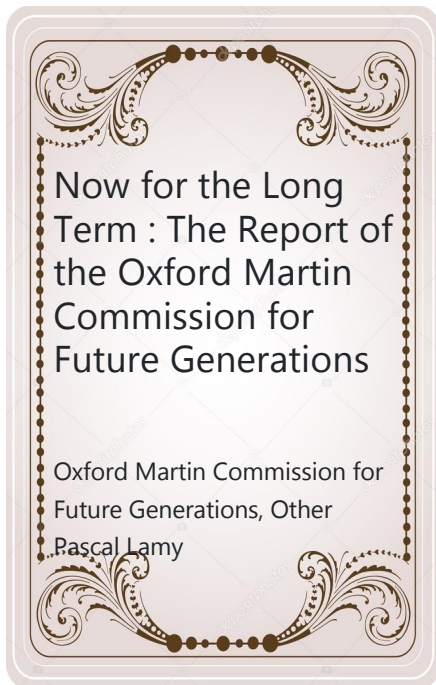 Now for the Long
Term : The Report of
the Oxford Martin
Commission for
Future Generations
Oxford Martin Commission for
Future Generations, Other
Pascal Lamy